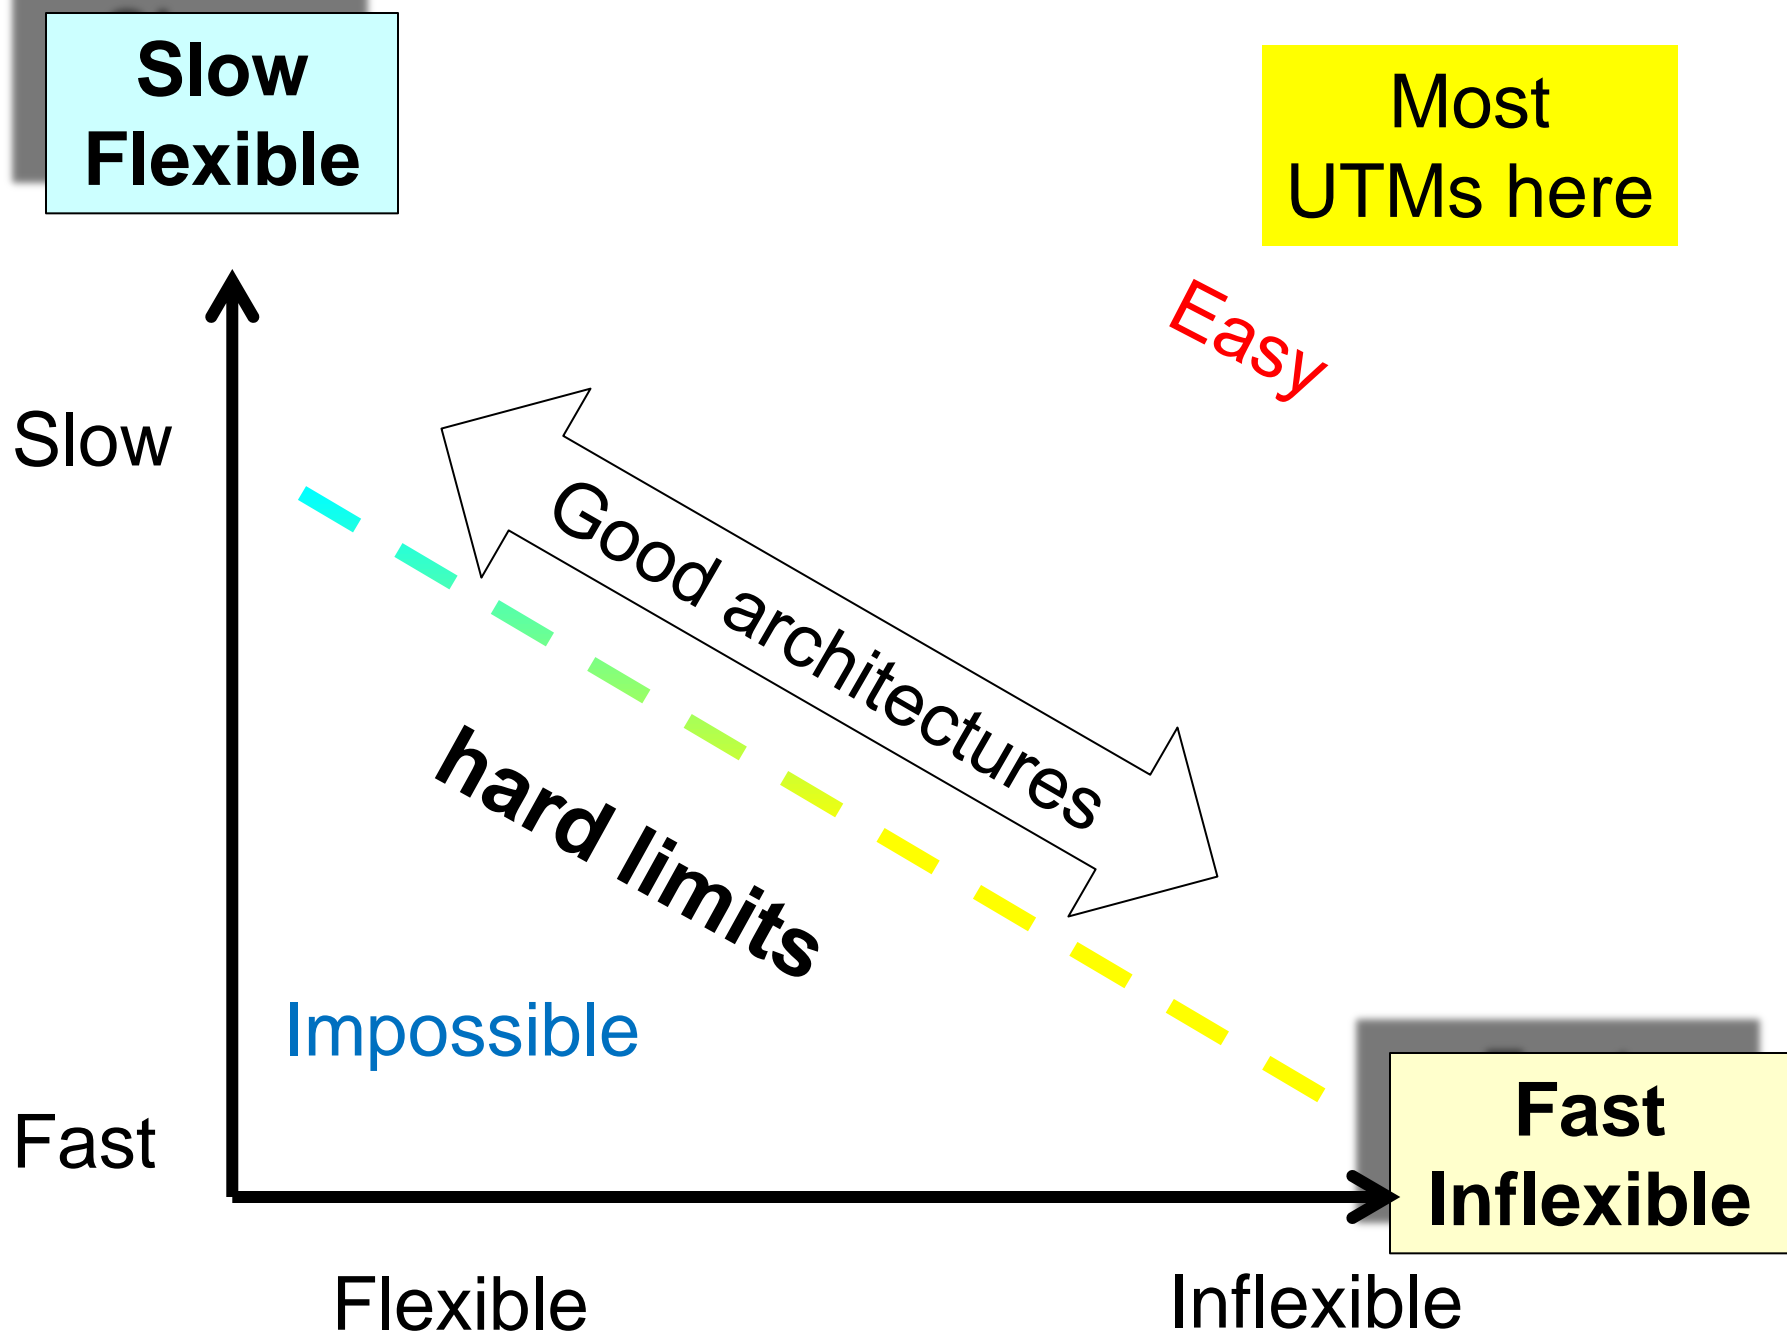 Slow
Flexible
Most
UTMs here
Easy
Slow
Good architectures
hard limits
Impossible
Fast
Fast
Inflexible
Flexible
Inflexible